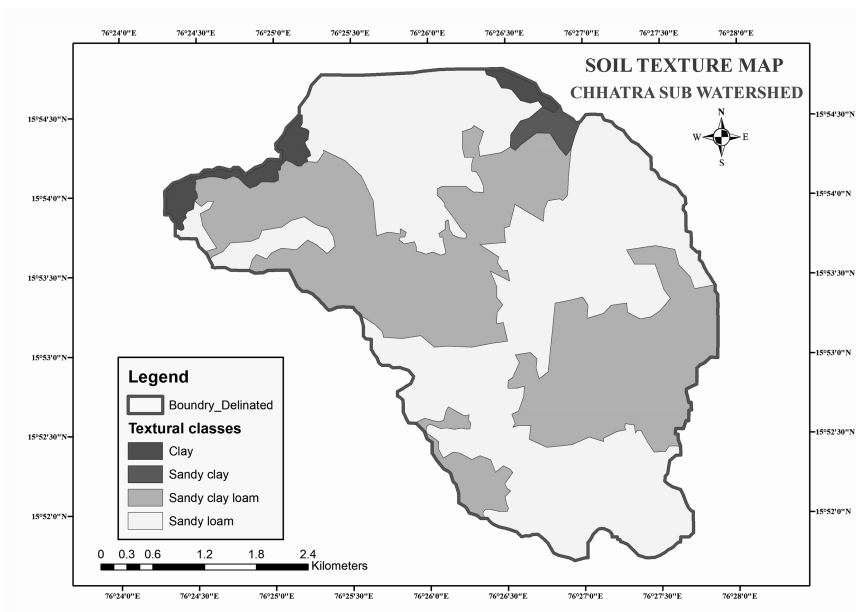 76°24'0"E 76°24'30"E 76°25'0"E 76°25'30"E 76°26'0"E 76°26'30"E 76°27'0"E 76°27'30"E 76°28'0"E
SOIL TEXTURE MAP
CHHATRA SUB WATERSHED
N
W E
S
15°54'30"N 15°54'30"N
15°54'0"N 15°54'0"N
15°53'30"N 15°53'30"N
15°53'0"N 15°53'0"N
15°52'30"N 15°52'30"N
15°52'0"N 15°52'0"N
Legend
Boundry_Delinated
Textural classes
Clay
Sandy clay
Sandy clay loam
Sandy loam
0 0.3 0.6 1.2 1.8 2.4
Kilometers
76°24'0"E 76°24'30"E 76°25'0"E 76°25'30"E 76°26'0"E 76°26'30"E 76°27'0"E 76°27'30"E 76°28'0"E